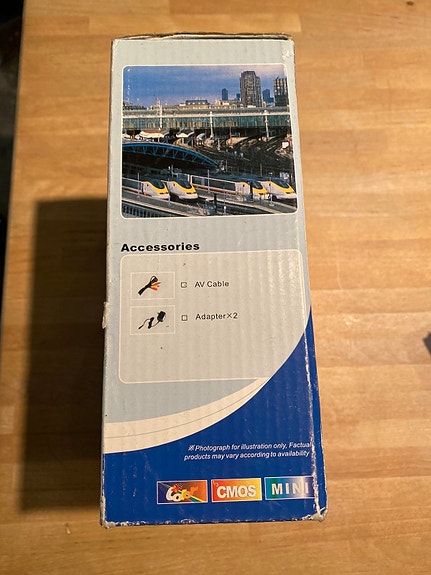 Accessories
AV Cable
Adapter×2
※Photograph for illustration only, Factual
products may vary according to availability
CMOS
MINI